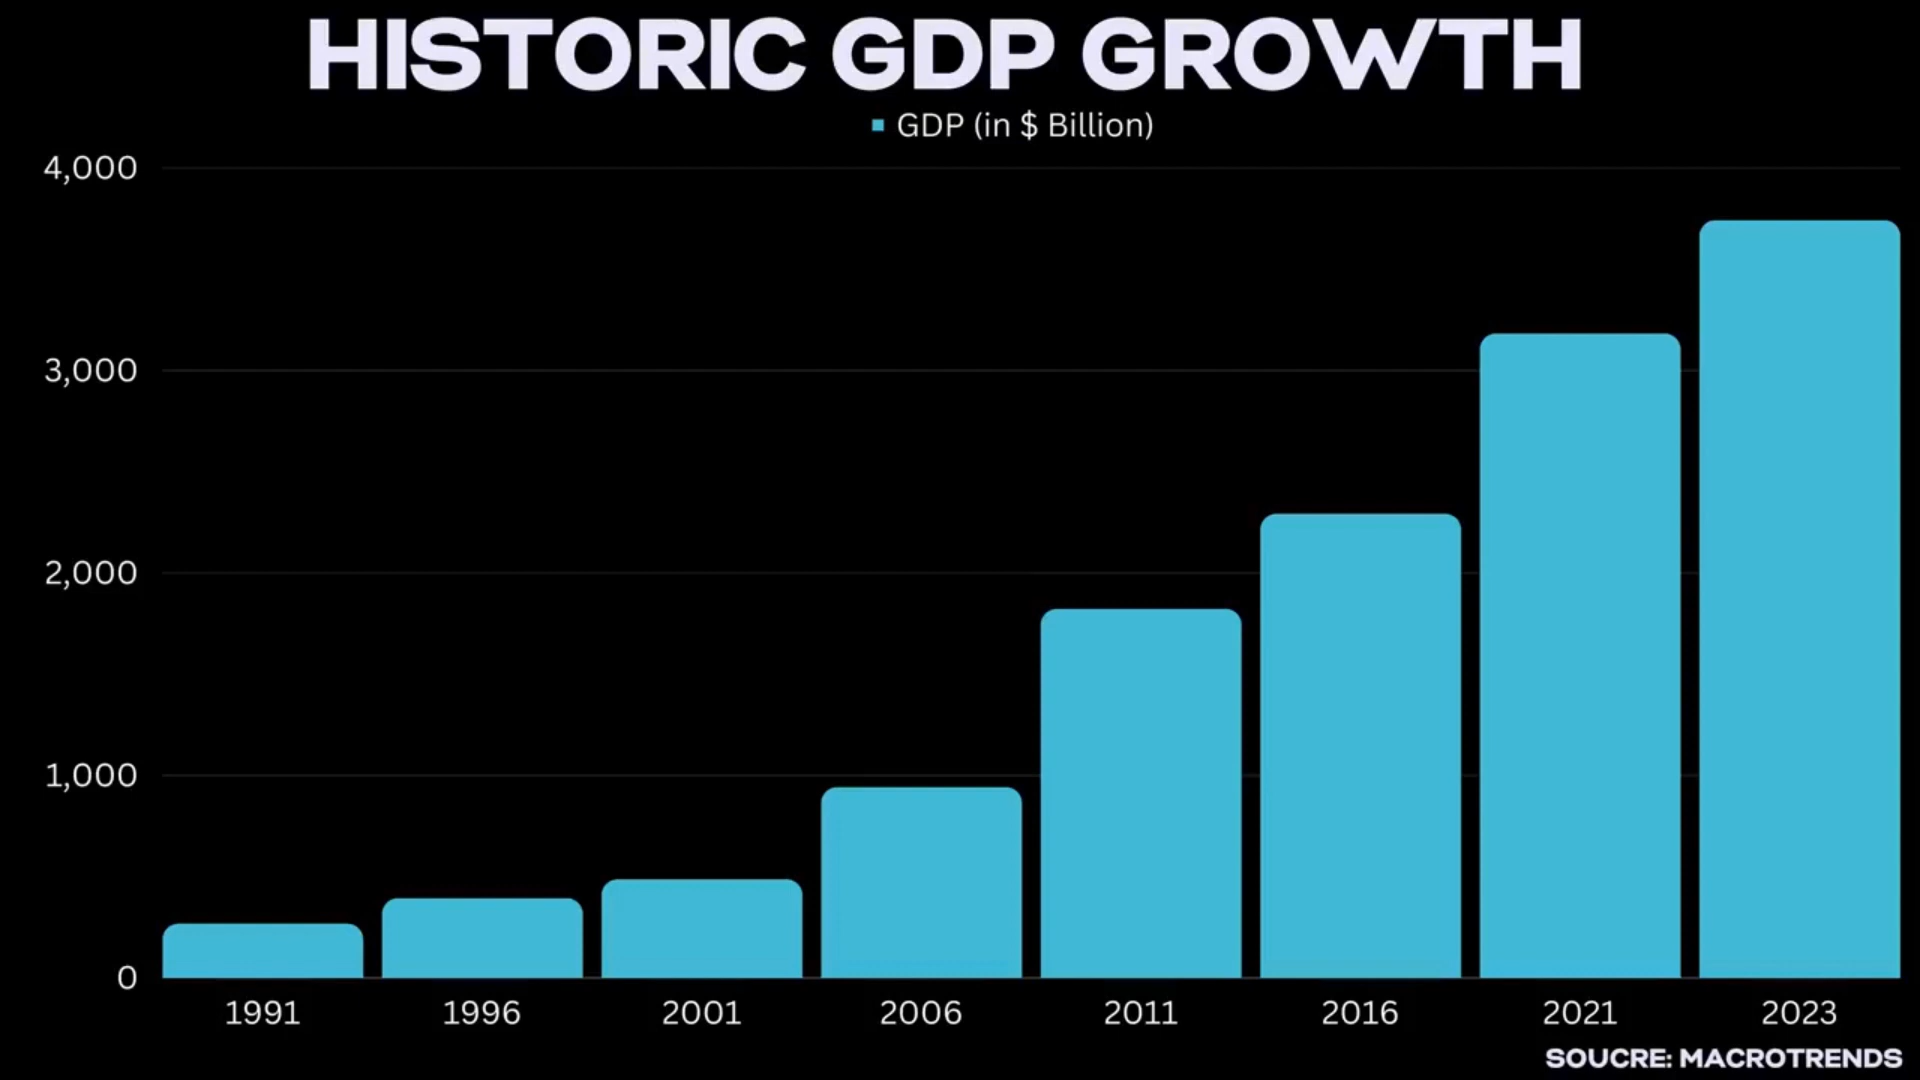 HISTORIC GDP GROWTH
GDP (in $ Billion)
4,000
3,000
2,000
1,000
0
1991 1996 2001 2006 2011 2016 2021 2023
SOUCRE: MACROTRENDS